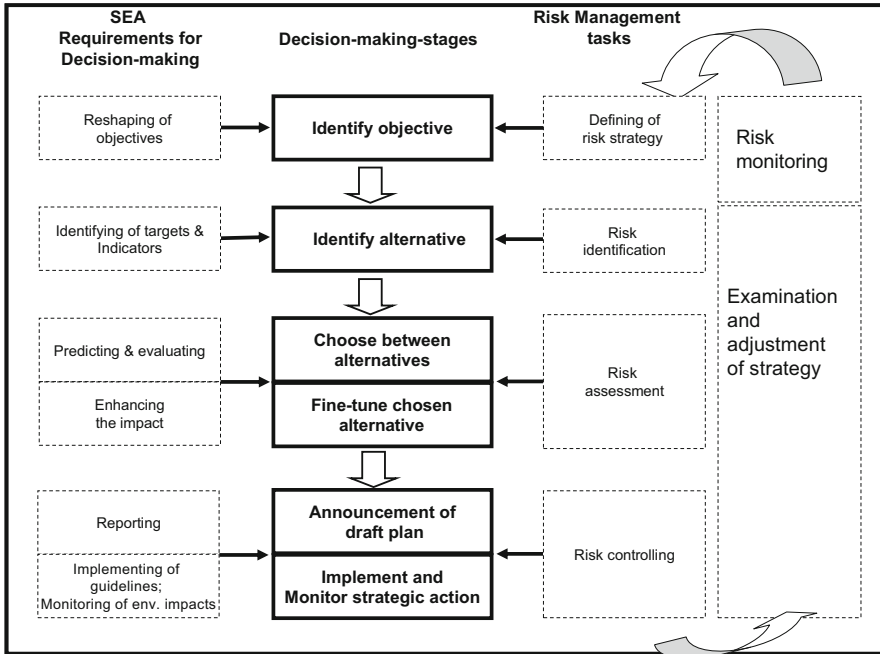 SEA
Requirements for
Decision-making
Decision-making-stages
Risk Management
tasks
Reshaping of
objectives
Identify objective
Defining of
risk strategy
Risk
monitoring
Identifying of targets &
Indicators
Identify alternative
Risk
identification
Examination
and
adjustment
of strategy
Predicting & evaluating
Choose between
alternatives
Risk
assessment
Enhancing
the impact
Fine-tune chosen
alternative
Reporting
Announcement of
draft plan
Risk controlling
Implementing of
guidelines;
Monitoring of env. impacts
Implement and
Monitor strategic action